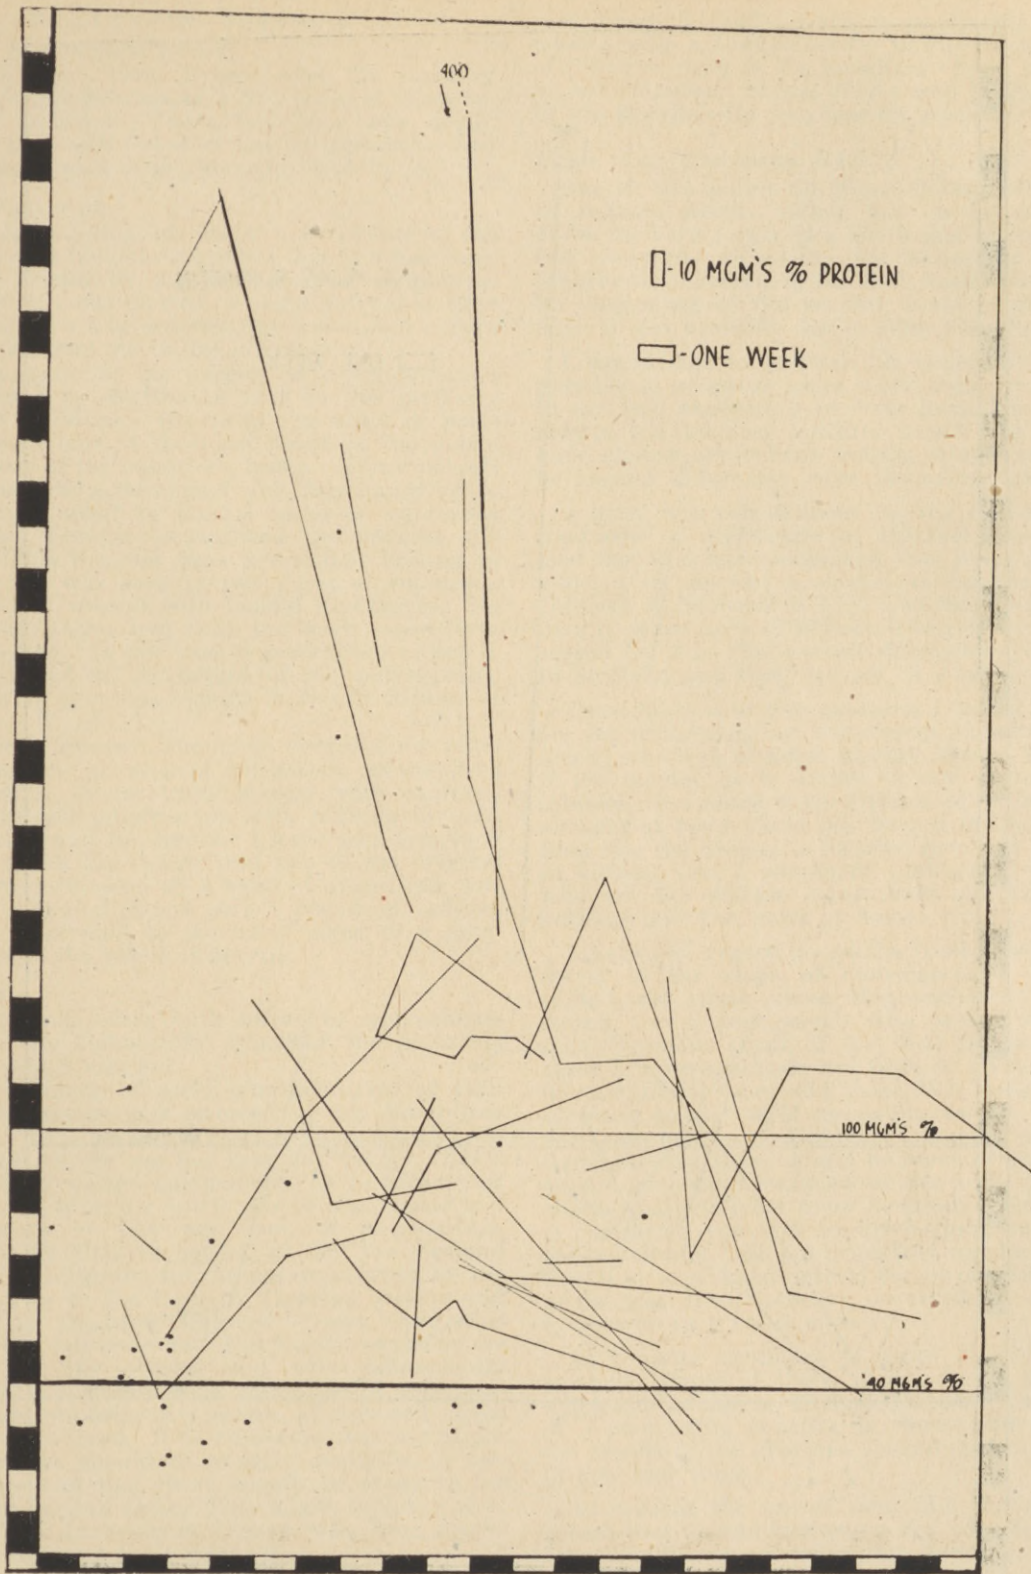 400
▯-10 MGM'S % PROTEIN
▭-ONE WEEK
100 MGM'S %
40 MGM'S %